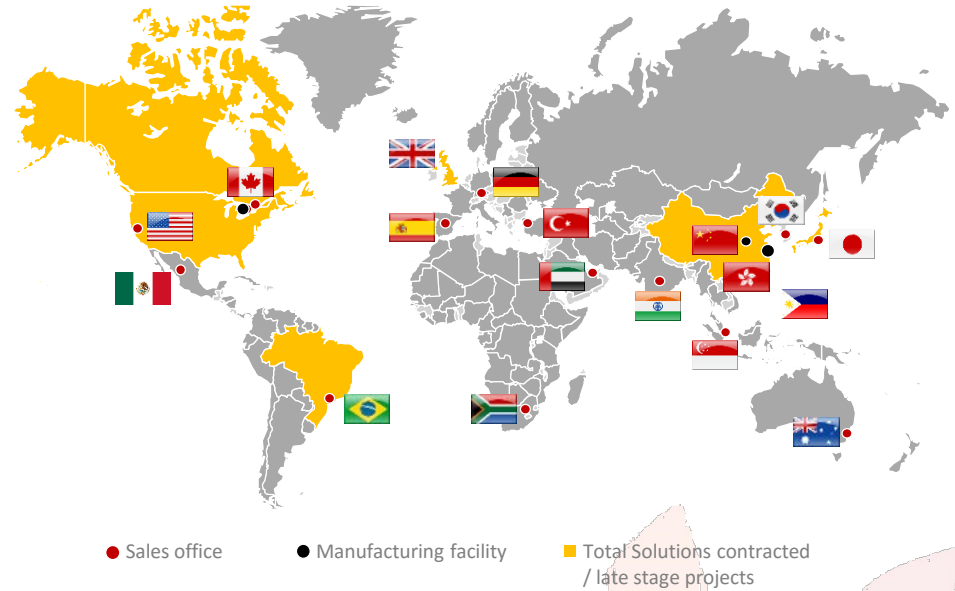 Sales office
Manufacturing facility
Total Solutions contracted
/ late stage projects